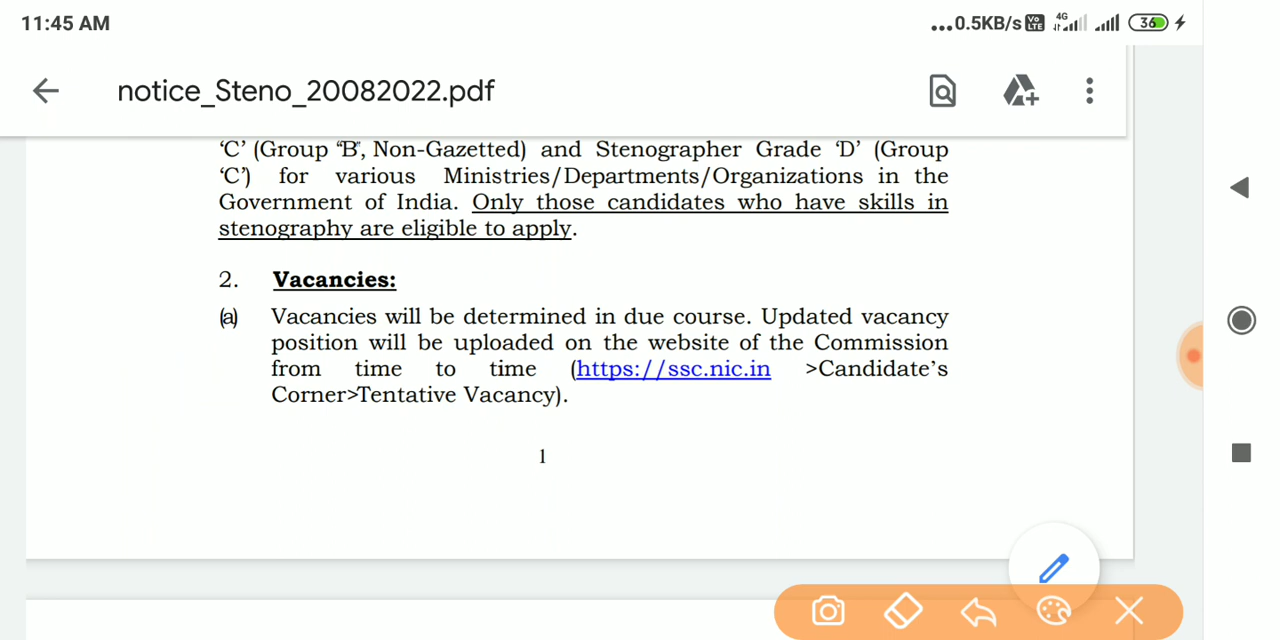 11:45 AM
...0.5KB/s Vo LTE 4G 36
notice_Steno_20082022.pdf
‘C’ (Group “B”, Non-Gazetted) and Stenographer Grade ‘D’ (Group
‘C’) for various Ministries/Departments/Organizations in the
Government of India. Only those candidates who have skills in
stenography are eligible to apply.
2. Vacancies:
(a) Vacancies will be determined in due course. Updated vacancy
position will be uploaded on the website of the Commission
from time to time (https://ssc.nic.in >Candidate’s
Corner>Tentative Vacancy).
1